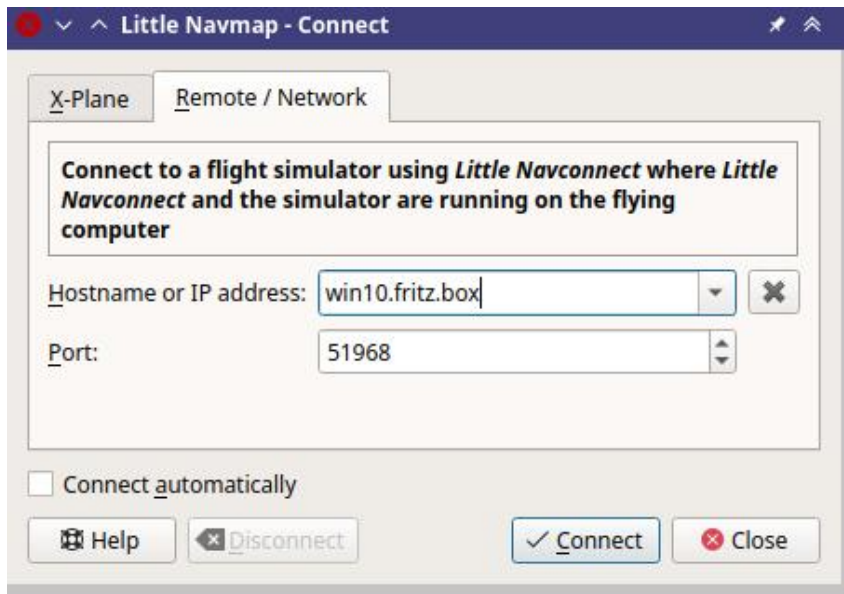 Little Navmap - Connect
X-Plane
Remote / Network
Connect to a flight simulator using Little Navconnect where Little
Navconnect and the simulator are running on the flying
computer
Hostname or IP address: win10.fritz.box
Port: 51968
Connect automatically
Help Disconnect Connect Close